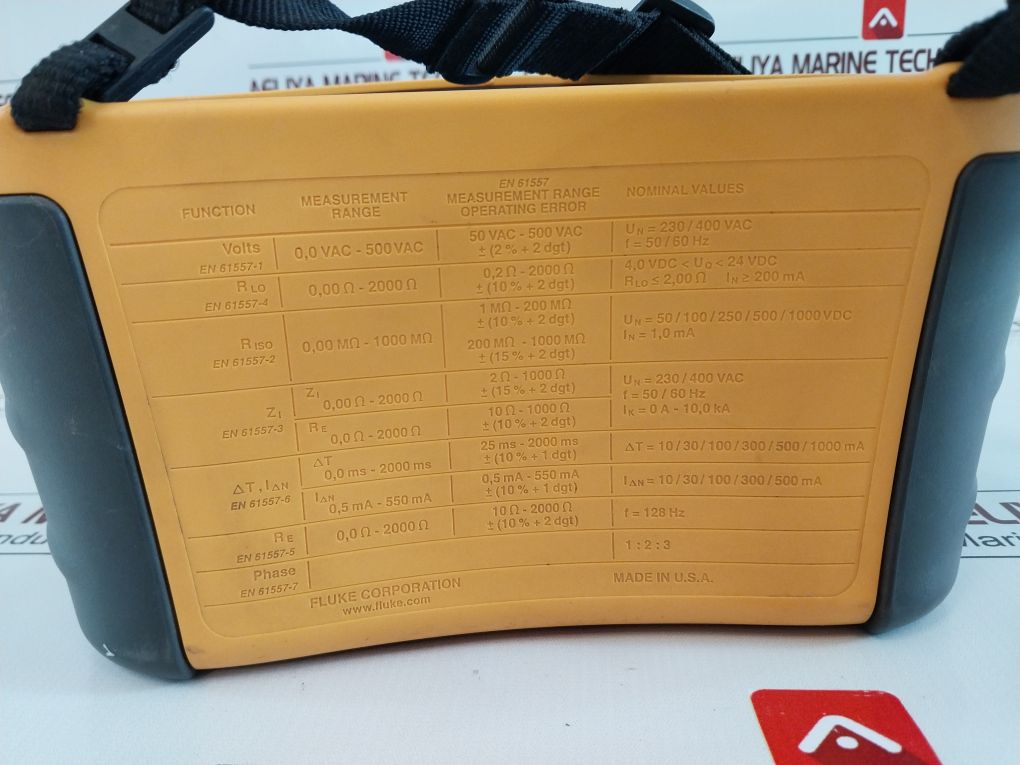 AELIYA MARINE TECH
LIYA MARINE TECH
FUNCTION
MEASUREMENT
RANGE
EN 61557
MEASUREMENT RANGE
OPERATING ERROR
NOMINAL VALUES
Volts
EN 61557-1
0,0 VAC - 500 VAC
50 VAC - 500 VAC
± (2 % + 2 dgt)
UN = 230 / 400 VAC
f = 50 / 60 Hz
RLO
EN 61557-4
0,00 Ω - 2000 Ω
0,2 Ω - 2000 Ω
± (10 % + 2 dgt)
4,0 VDC < UQ < 24 VDC
RLO ≤ 2,00 Ω IN ≥ 200 mA
RISO
EN 61557-2
0,00 MΩ - 1000 MΩ
1 MΩ - 200 MΩ
± (10 % + 2 dgt)
200 MΩ - 1000 MΩ
± (15 % + 2 dgt)
UN = 50 / 100 / 250 / 500 / 1000 VDC
IN = 1,0 mA
ZI
EN 61557-3
ZI
0,00 Ω - 2000 Ω
2 Ω - 1000 Ω
± (15 % + 2 dgt)
RE
0,0 Ω - 2000 Ω
10 Ω - 1000 Ω
± (10 % + 2 dgt)
UN = 230 / 400 VAC
f = 50 / 60 Hz
IK = 0 A - 10,0 kA
ΔT, IΔN
EN 61557-6
ΔT
0,0 ms - 2000 ms
25 ms - 2000 ms
± (10 % + 1 dgt)
ΔT = 10 / 30 / 100 / 300 / 500 / 1000 mA
IΔN
0,5 mA - 550 mA
0,5 mA - 550 mA
± (10 % + 1 dgt)
IΔN = 10 / 30 / 100 / 300 / 500 mA
RE
EN 61557-5
0,0 Ω - 2000 Ω
10 Ω - 2000 Ω
± (10 % + 2 dgt)
f = 128 Hz
Phase
EN 61557-7
1 : 2 : 3
FLUKE CORPORATION
www.fluke.com
MADE IN U.S.A.